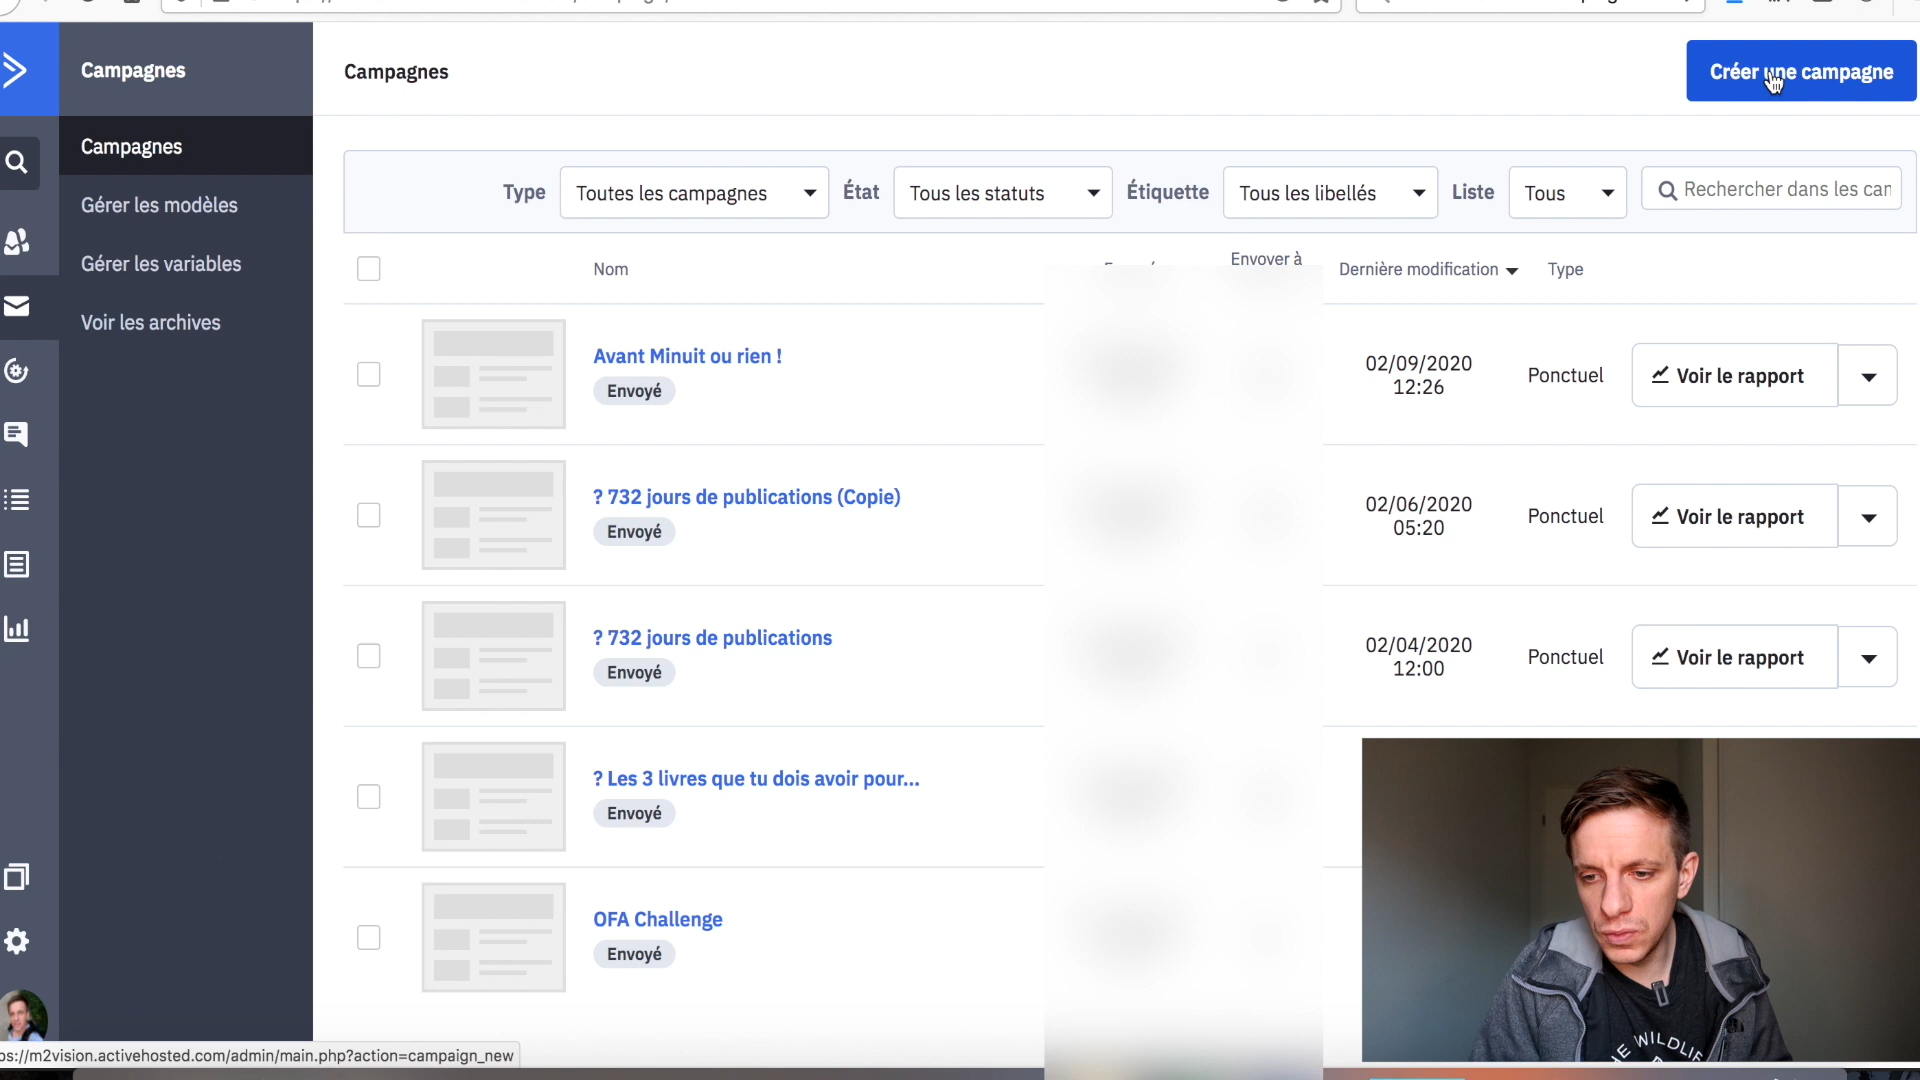 Campagnes
Campagnes
Créer une campagne
Campagnes
Gérer les modèles
Gérer les variables
Voir les archives
Type Toutes les campagnes État Tous les statuts Étiquette Tous les libellés Liste Tous Rechercher dans les can
Nom Envoyer à Dernière modification Type
Avant Minuit ou rien !
Envoyé
02/09/2020
12:26
Ponctuel
Voir le rapport
? 732 jours de publications (Copie)
Envoyé
02/06/2020
05:20
Ponctuel
Voir le rapport
? 732 jours de publications
Envoyé
02/04/2020
12:00
Ponctuel
Voir le rapport
? Les 3 livres que tu dois avoir pour...
Envoyé
OFA Challenge
Envoyé
WILDLI
os://m2vision.activehosted.com/admin/main.php?action=campaign_new